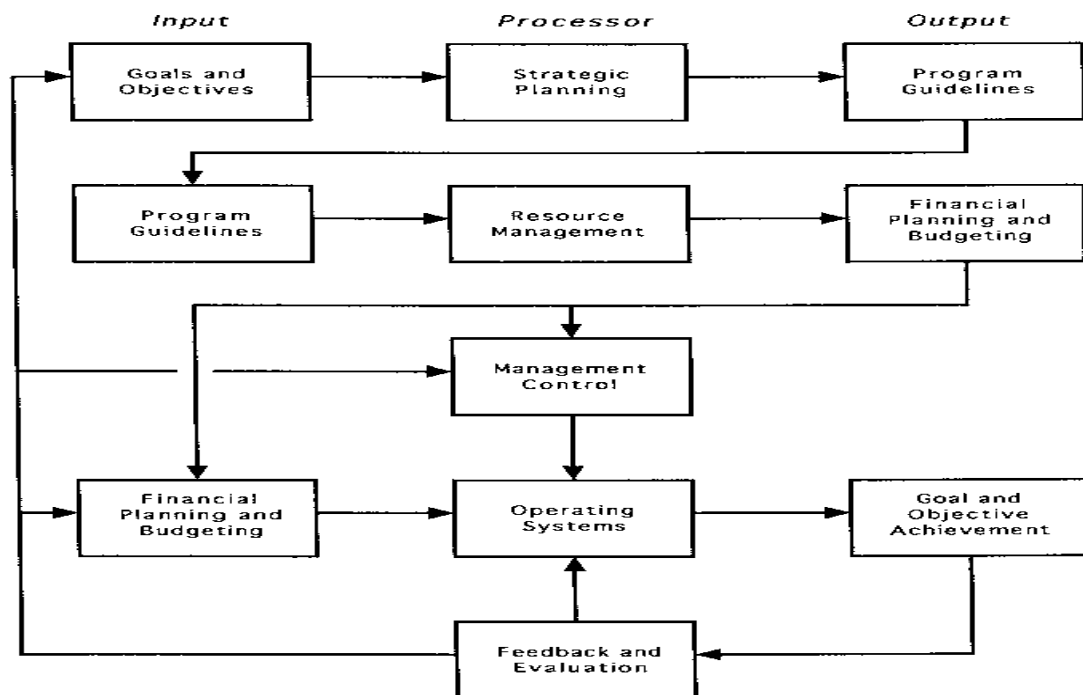 Input
Processor
Output
Goals and
Objectives
Strategic
Planning
Program
Guidelines
Program
Guidelines
Resource
Management
Financial
Planning and
Budgeting
Management
Control
Financial
Planning and
Budgeting
Operating
Systems
Goal and
Objective
Achievement
Feedback and
Evaluation